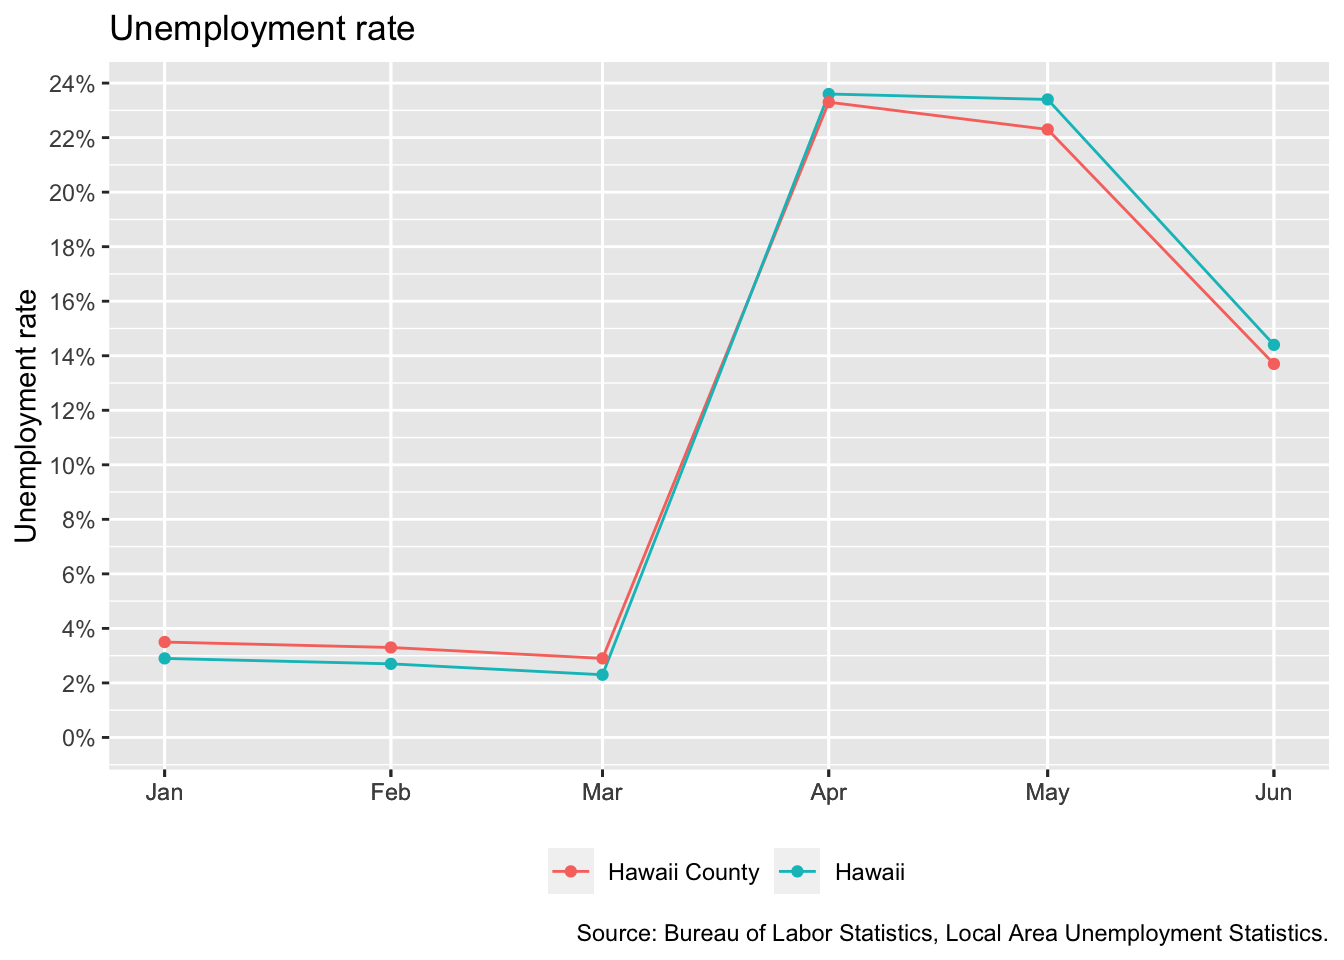 Unemployment rate
Unemployment rate
24%
22%
20%
18%
16%
14%
12%
10%
8%
6%
4%
2%
0%
Jan Feb Mar Apr May Jun
Hawaii County Hawaii
Source: Bureau of Labor Statistics, Local Area Unemployment Statistics.